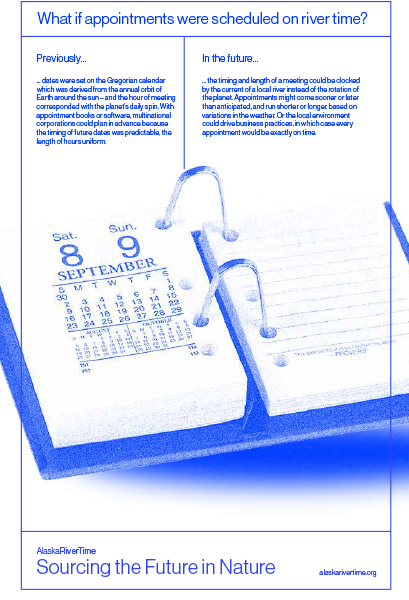 What if appointments were scheduled on river time?
Previously...
... dates were set on the Gregorian calendar
which was derived from the annual orbit of
Earth around the sun – and the hour of meeting
corresponded with the planet's daily spin. With
appointment books or software, multinational
corporations could plan in advance because
the timing of future dates was predictable, the
length of hours uniform.
In the future...
... the timing and length of a meeting could be clocked
by the current of a local river instead of the rotation of
the planet. Appointments might come sooner or later
than anticipated, and run shorter or longer, based on
variations in the weather. Or the local environment
could drive business practices, in which case every
appointment would be exactly on time.
Sat. Sun.
8 9
SEPTEMBER
S M T W T F S
30 1
2 3 4 5 6 7 8
9 10 11 12 13 14 15
16 17 18 19 20 21 22
23 24 25 26 27 28 29
AUGUST OCTOBER
PROVERB
AlaskaRiverTime
Sourcing the Future in Nature
alaskarivertime.org